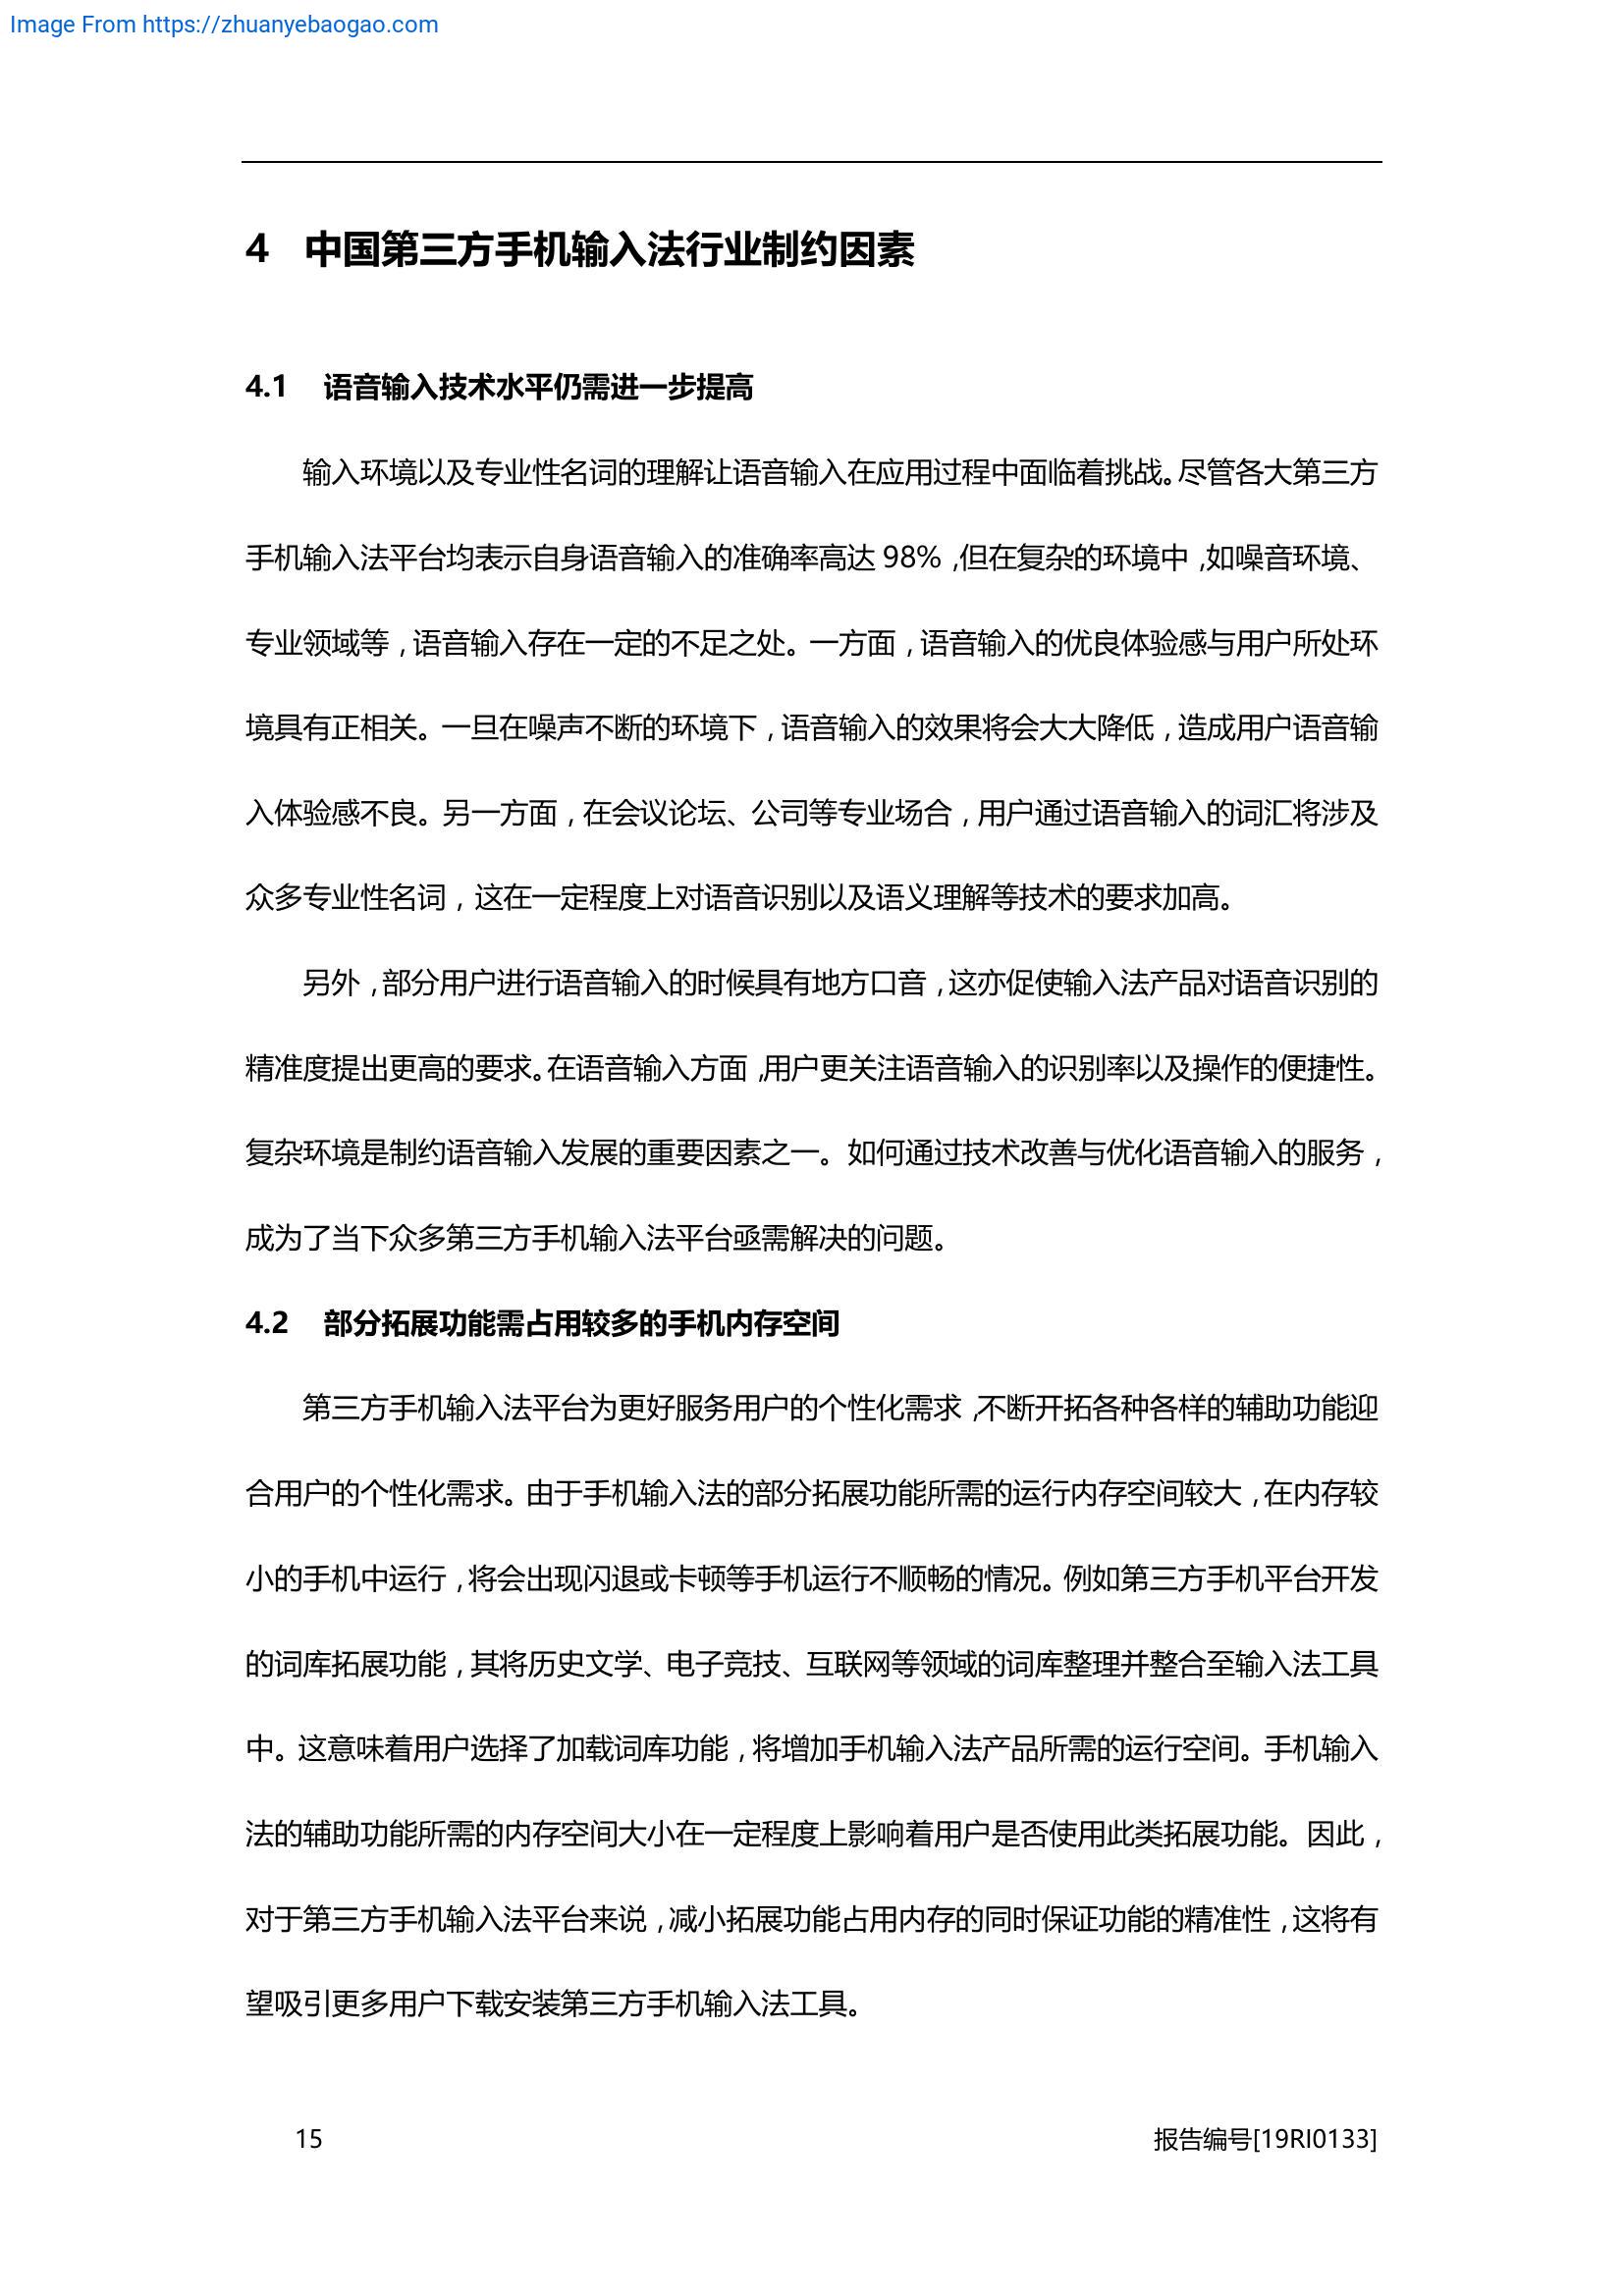 Image From https://zhuanyebaogao.com
4 中国第三方手机输入法行业制约因素
4.1 语音输入技术水平仍需进一步提高
输入环境以及专业性名词的理解让语音输入在应用过程中面临着挑战。尽管各大第三方
手机输入法平台均表示自身语音输入的准确率高达 98%，但在复杂的环境中，如噪音环境、
专业领域等，语音输入存在一定的不足之处。一方面，语音输入的优良体验感与用户所处环
境具有正相关。一旦在噪声不断的环境下，语音输入的效果将会大大降低，造成用户语音输
入体验感不良。另一方面，在会议论坛、公司等专业场合，用户通过语音输入的词汇将涉及
众多专业性名词，这在一定程度上对语音识别以及语义理解等技术的要求加高。
另外，部分用户进行语音输入的时候具有地方口音，这亦促使输入法产品对语音识别的
精准度提出更高的要求。在语音输入方面，用户更关注语音输入的识别率以及操作的便捷性。
复杂环境是制约语音输入发展的重要因素之一。如何通过技术改善与优化语音输入的服务，
成为了当下众多第三方手机输入法平台亟需解决的问题。
4.2 部分拓展功能需占用较多的手机内存空间
第三方手机输入法平台为更好服务用户的个性化需求，不断开拓各种各样的辅助功能迎
合用户的个性化需求。由于手机输入法的部分拓展功能所需的运行内存空间较大，在内存较
小的手机中运行，将会出现闪退或卡顿等手机运行不顺畅的情况。例如第三方手机平台开发
的词库拓展功能，其将历史文学、电子竞技、互联网等领域的词库整理并整合至输入法工具
中。这意味着用户选择了加载词库功能，将增加手机输入法产品所需的运行空间。手机输入
法的辅助功能所需的内存空间大小在一定程度上影响着用户是否使用此类拓展功能。因此，
对于第三方手机输入法平台来说，减小拓展功能占用内存的同时保证功能的精准性，这将有
望吸引更多用户下载安装第三方手机输入法工具。
15 报告编号[19RI0133]